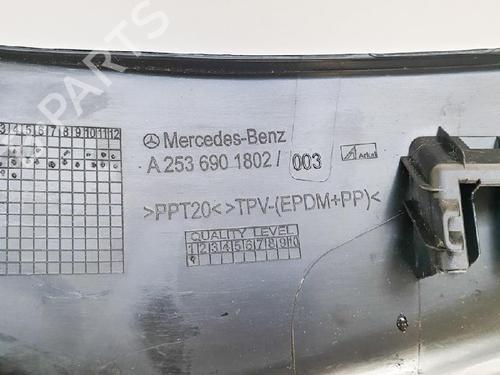 3 4 5 6 7 8 9 10 11 12
Mercedes-Benz
A 253 690 1802 / 003
>PPT20<>TPV-(EPDM+PP)<
QUALITY LEVEL
1 2 3 4 5 6 7 8 9 10
B-PARTS